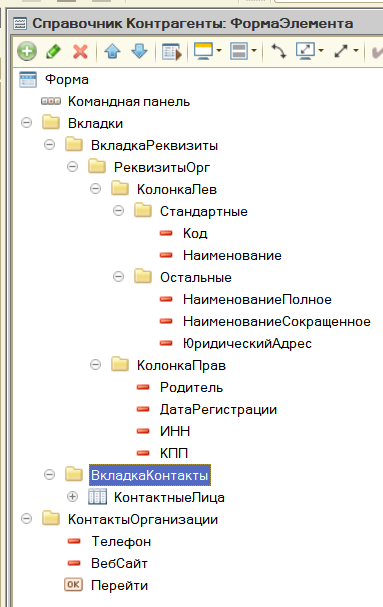 Справочник Контрагенты: ФормаЭлемента
Форма
Командная панель
Вкладки
ВкладкаРеквизиты
РеквизитыОрг
КолонкаЛев
Стандартные
Код
Наименование
Остальные
НаименованиеПолное
НаименованиеСокращенное
ЮридическийАдрес
КолонкаПрав
Родитель
ДатаРегистрации
ИНН
КПП
ВкладкаКонтакты
КонтактныеЛица
КонтактыОрганизации
Телефон
ВебСайт
OK Перейти